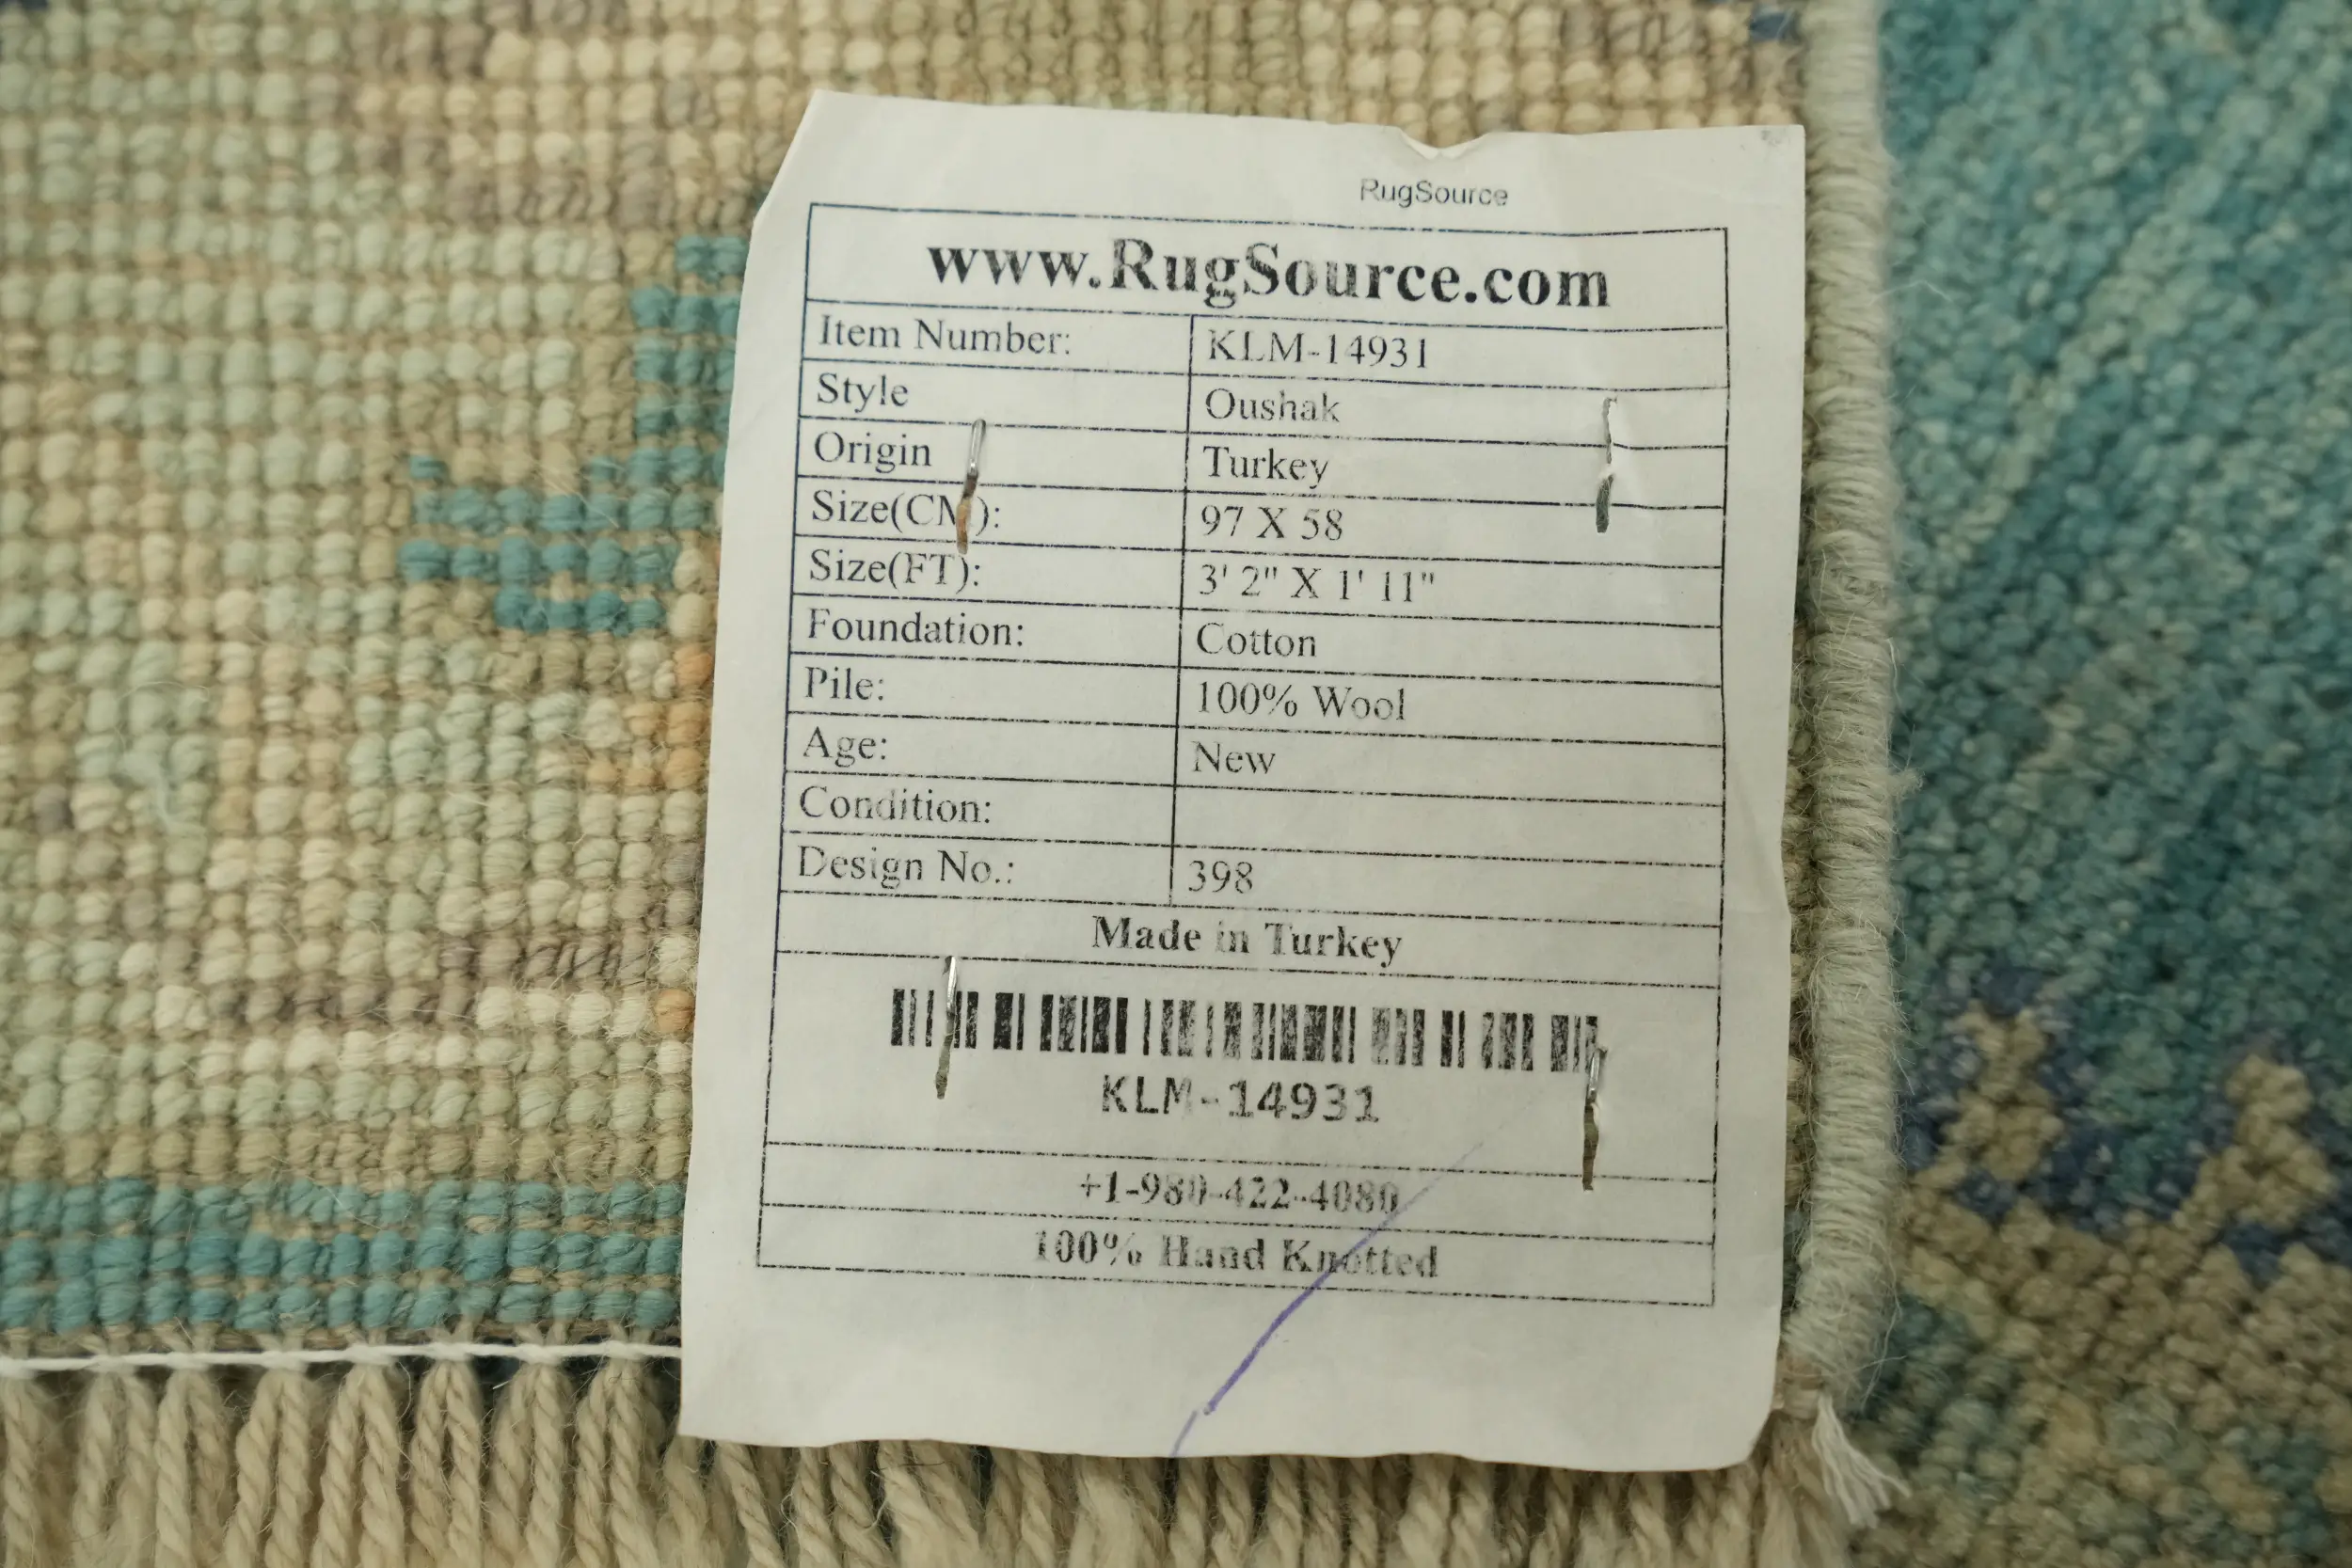 RugSource
www.RugSource.com
Item Number: KLM-14931
Style Oushak
Origin Turkey
Size(CM): 97 X 58
Size(FT): 3' 2" X 1' 11"
Foundation: Cotton
Pile: 100% Wool
Age: New
Condition:
Design No.: 398
Made in Turkey
KLM-14931
+1-980-422-4080
100% Hand Knotted